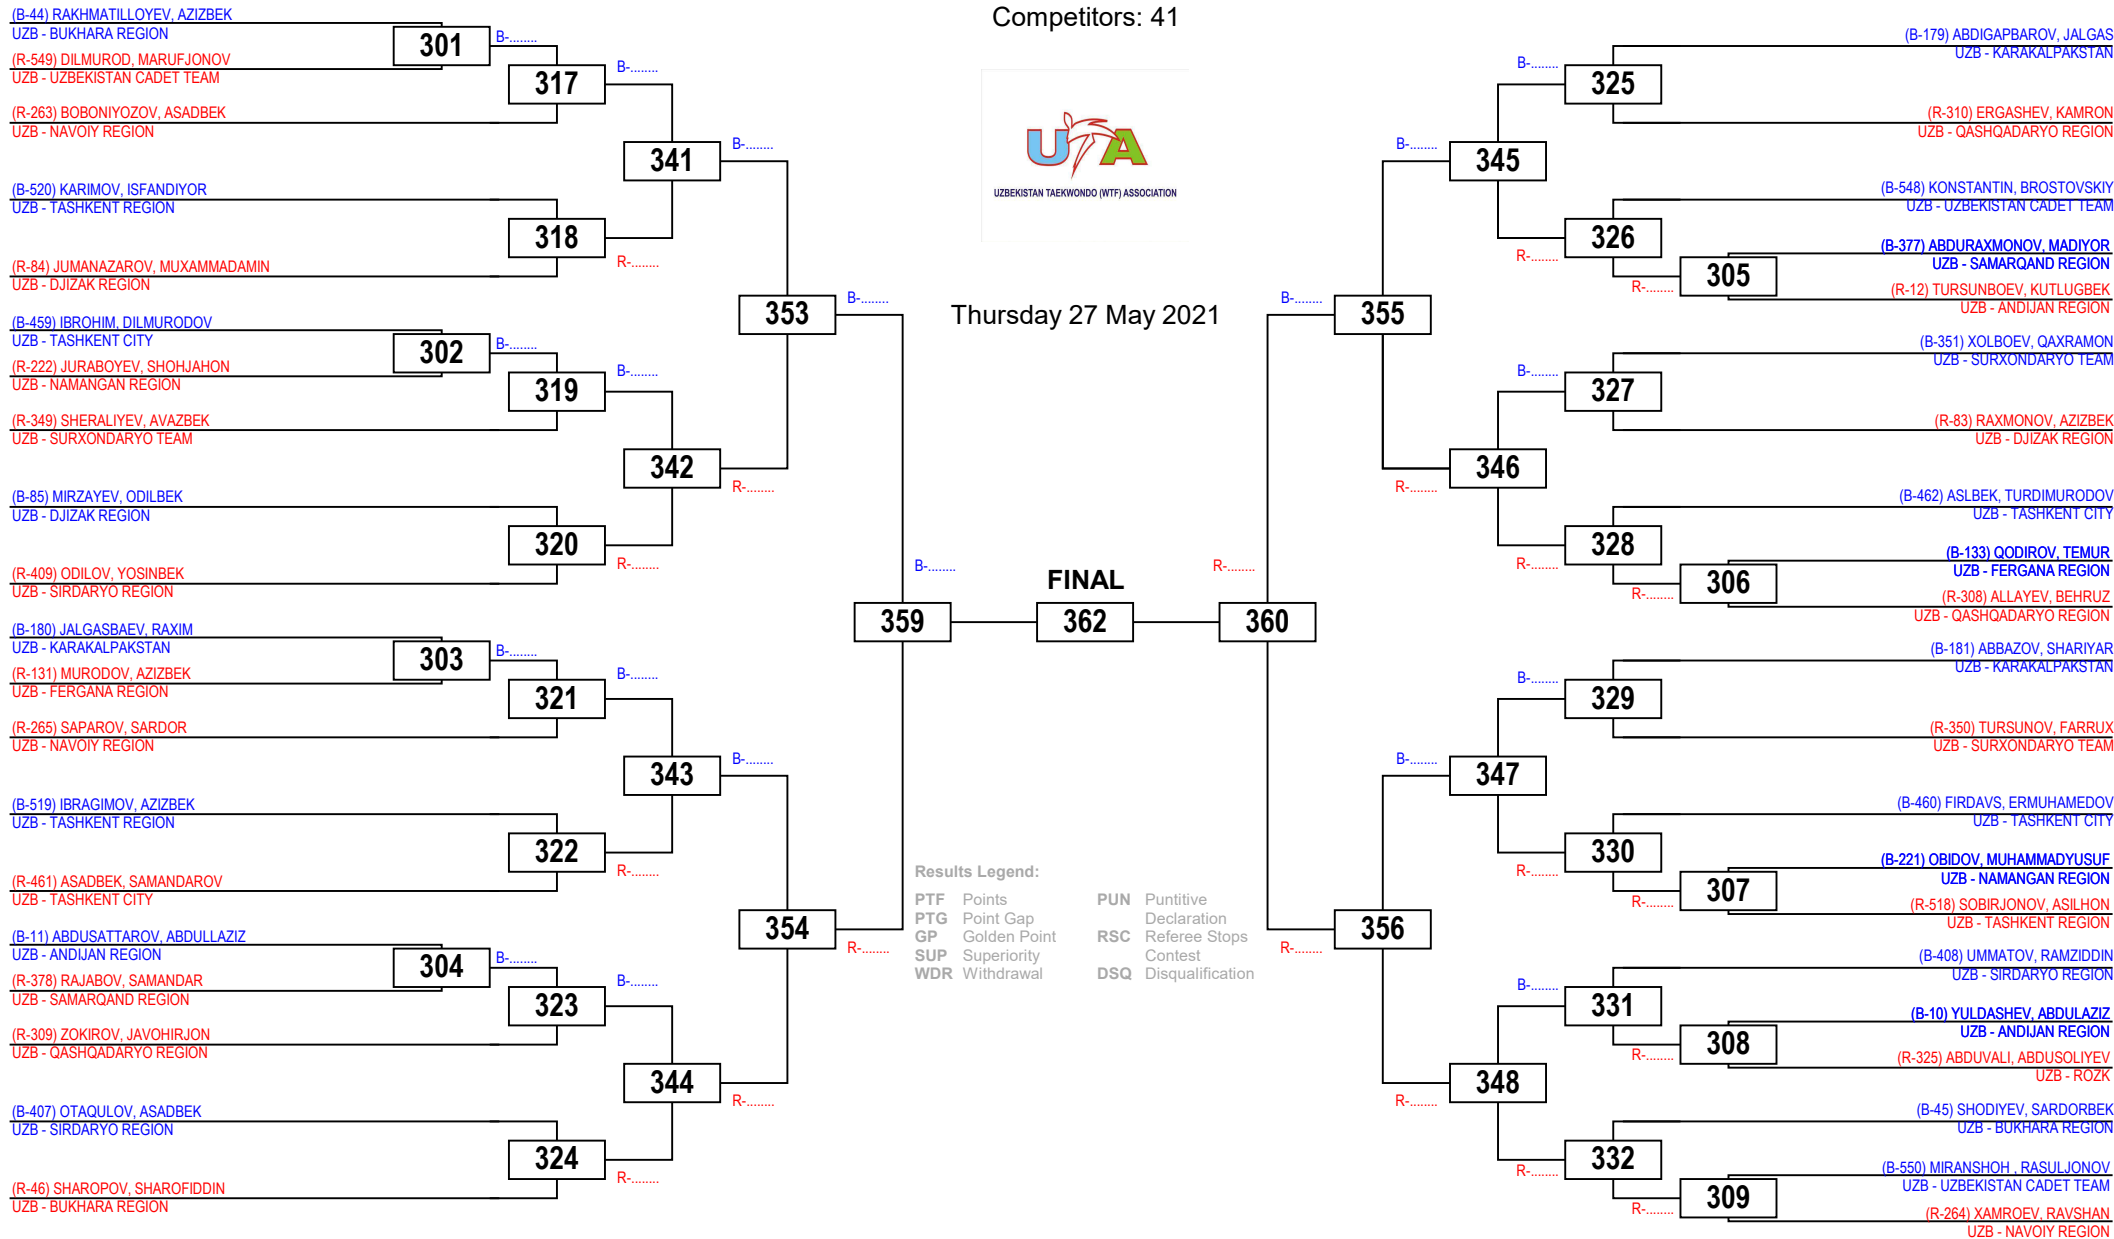 Competitors: 41
UTA
UZBEKISTAN TAEKWONDO (WTF) ASSOCIATION
Thursday 27 May 2021
(B-44) RAKHMATILLOYEV, AZIZBEK
UZB - BUKHARA REGION
301
B-........
(R-549) DILMUROD, MARUFJONOV
UZB - UZBEKISTAN CADET TEAM
317
B-........
(R-263) BOBONIYOZOV, ASADBEK
UZB - NAVOIY REGION
341
B-........
(B-520) KARIMOV, ISFANDIYOR
UZB - TASHKENT REGION
318
R-........
(R-84) JUMANAZAROV, MUXAMMADAMIN
UZB - DJIZAK REGION
353
B-........
(B-459) IBROHIM, DILMURODOV
UZB - TASHKENT CITY
302
B-........
(R-222) JURABOYEV, SHOHJAHON
UZB - NAMANGAN REGION
319
B-........
(R-349) SHERALIYEV, AVAZBEK
UZB - SURXONDARYO TEAM
342
R-........
(B-85) MIRZAYEV, ODILBEK
UZB - DJIZAK REGION
320
R-........
(R-409) ODILOV, YOSINBEK
UZB - SIRDARYO REGION
B-........
359
(B-180) JALGASBAEV, RAXIM
UZB - KARAKALPAKSTAN
303
B-........
(R-131) MURODOV, AZIZBEK
UZB - FERGANA REGION
321
B-........
(R-265) SAPAROV, SARDOR
UZB - NAVOIY REGION
343
B-........
(B-519) IBRAGIMOV, AZIZBEK
UZB - TASHKENT REGION
322
R-........
(R-461) ASADBEK, SAMANDAROV
UZB - TASHKENT CITY
354
R-........
(B-11) ABDUSATTAROV, ABDULLAZIZ
UZB - ANDIJAN REGION
304
B-........
(R-378) RAJABOV, SAMANDAR
UZB - SAMARQAND REGION
323
B-........
(R-309) ZOKIROV, JAVOHIRJON
UZB - QASHQADARYO REGION
344
R-........
(B-407) OTAQULOV, ASADBEK
UZB - SIRDARYO REGION
324
R-........
(R-46) SHAROPOV, SHAROFIDDIN
UZB - BUKHARA REGION
FINAL
362
Results Legend:
PTF Points
PTG Point Gap
GP Golden Point
SUP Superiority
WDR Withdrawal
PUN Puntitive
Declaration
RSC Referee Stops
Contest
DSQ Disqualification
(B-179) ABDIGAPBAROV, JALGAS
UZB - KARAKALPAKSTAN
B-........
325
(R-310) ERGASHEV, KAMRON
UZB - QASHQADARYO REGION
B-........
345
(B-548) KONSTANTIN, BROSTOVSKIY
UZB - UZBEKISTAN CADET TEAM
326
R-........
(B-377) ABDURAXMONOV, MADIYOR
UZB - SAMARQAND REGION
305
R-........
(R-12) TURSUNBOEV, KUTLUGBEK
UZB - ANDIJAN REGION
B-........
355
(B-351) XOLBOEV, QAXRAMON
UZB - SURXONDARYO TEAM
B-........
327
(R-83) RAXMONOV, AZIZBEK
UZB - DJIZAK REGION
346
R-........
(B-462) ASLBEK, TURDIMURODOV
UZB - TASHKENT CITY
328
R-........
(B-133) QODIROV, TEMUR
UZB - FERGANA REGION
306
R-........
(R-308) ALLAYEV, BEHRUZ
UZB - QASHQADARYO REGION
R-........
360
(B-181) ABBAZOV, SHARIYAR
UZB - KARAKALPAKSTAN
B-........
329
(R-350) TURSUNOV, FARRUX
UZB - SURXONDARYO TEAM
B-........
347
(B-460) FIRDAVS, ERMUHAMEDOV
UZB - TASHKENT CITY
330
R-........
(B-221) OBIDOV, MUHAMMADYUSUF
UZB - NAMANGAN REGION
307
R-........
(R-518) SOBIRJONOV, ASILHON
UZB - TASHKENT REGION
356
R-........
(B-408) UMMATOV, RAMZIDDIN
UZB - SIRDARYO REGION
B-........
331
(B-10) YULDASHEV, ABDULAZIZ
UZB - ANDIJAN REGION
308
R-........
(R-325) ABDUVALI, ABDUSOLIYEV
UZB - ROZK
348
R-........
(B-45) SHODIYEV, SARDORBEK
UZB - BUKHARA REGION
332
R-........
(B-550) MIRANSHOH , RASULJONOV
UZB - UZBEKISTAN CADET TEAM
309
R-........
(R-264) XAMROEV, RAVSHAN
UZB - NAVOIY REGION